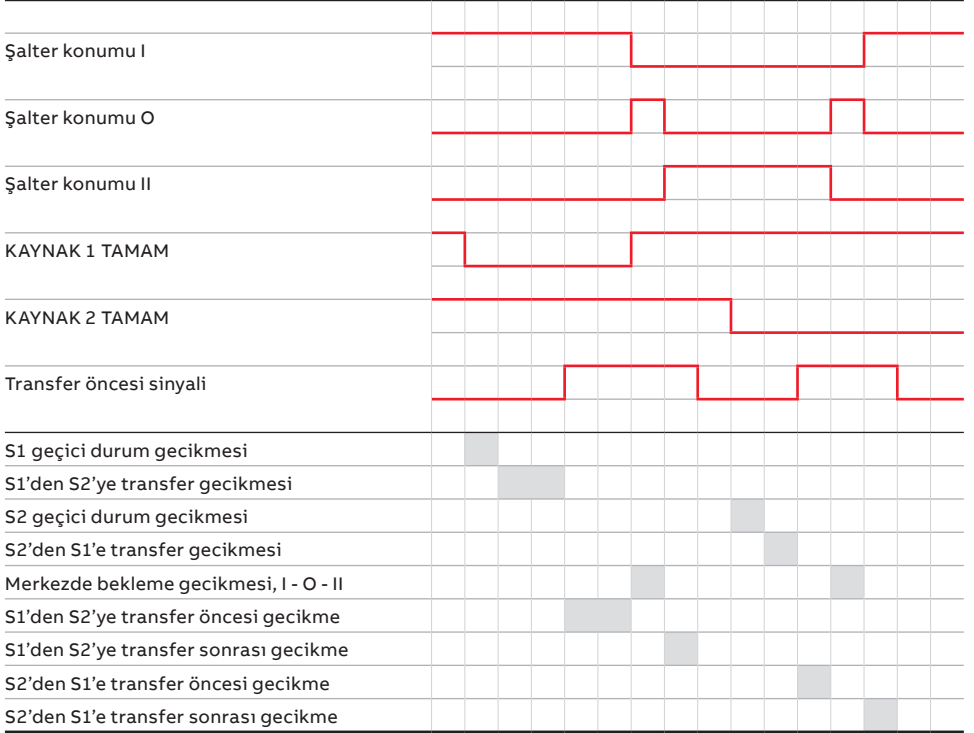 Şalter konumu I
Şalter konumu O
Şalter konumu II
KAYNAK 1 TAMAM
KAYNAK 2 TAMAM
Transfer öncesi sinyali
S1 geçici durum gecikmesi
S1’den S2’ye transfer gecikmesi
S2 geçici durum gecikmesi
S2’den S1’e transfer gecikmesi
Merkezde bekleme gecikmesi, I - O - II
S1’den S2’ye transfer öncesi gecikme
S1’den S2’ye transfer sonrası gecikme
S2’den S1’e transfer öncesi gecikme
S2’den S1’e transfer sonrası gecikme